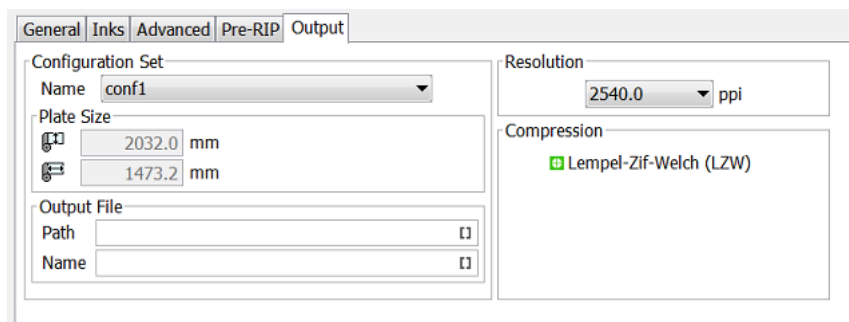 General Inks Advanced Pre-RIP Output
Configuration Set
Name conf1
Plate Size
2032.0 mm
1473.2 mm
Output File
Path []
Name []
Resolution
2540.0 ppi
Compression
Lempel-Zif-Welch (LZW)